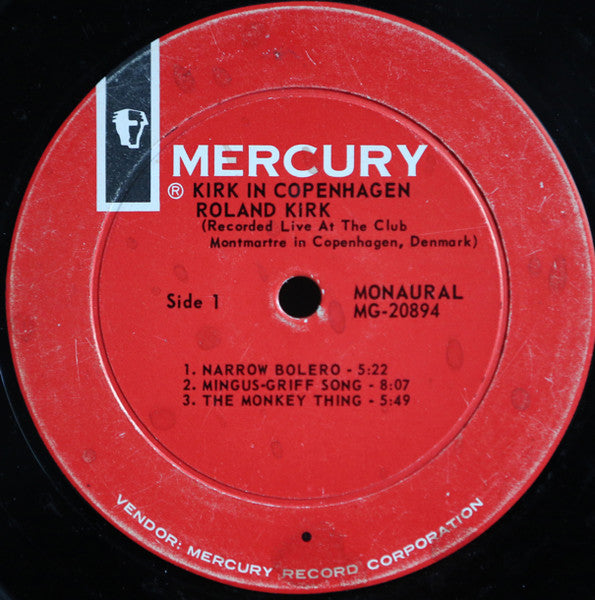 MERCURY
® KIRK IN COPENHAGEN
ROLAND KIRK
(Recorded Live At The Club
Montmartre in Copenhagen, Denmark)
Side 1
MONAURAL
MG-20894
1. NARROW BOLERO - 5:22
2. MINGUS-GRIFF SONG - 8:07
3. THE MONKEY THING - 5:49
VENDOR: MERCURY RECORD CORPORATION